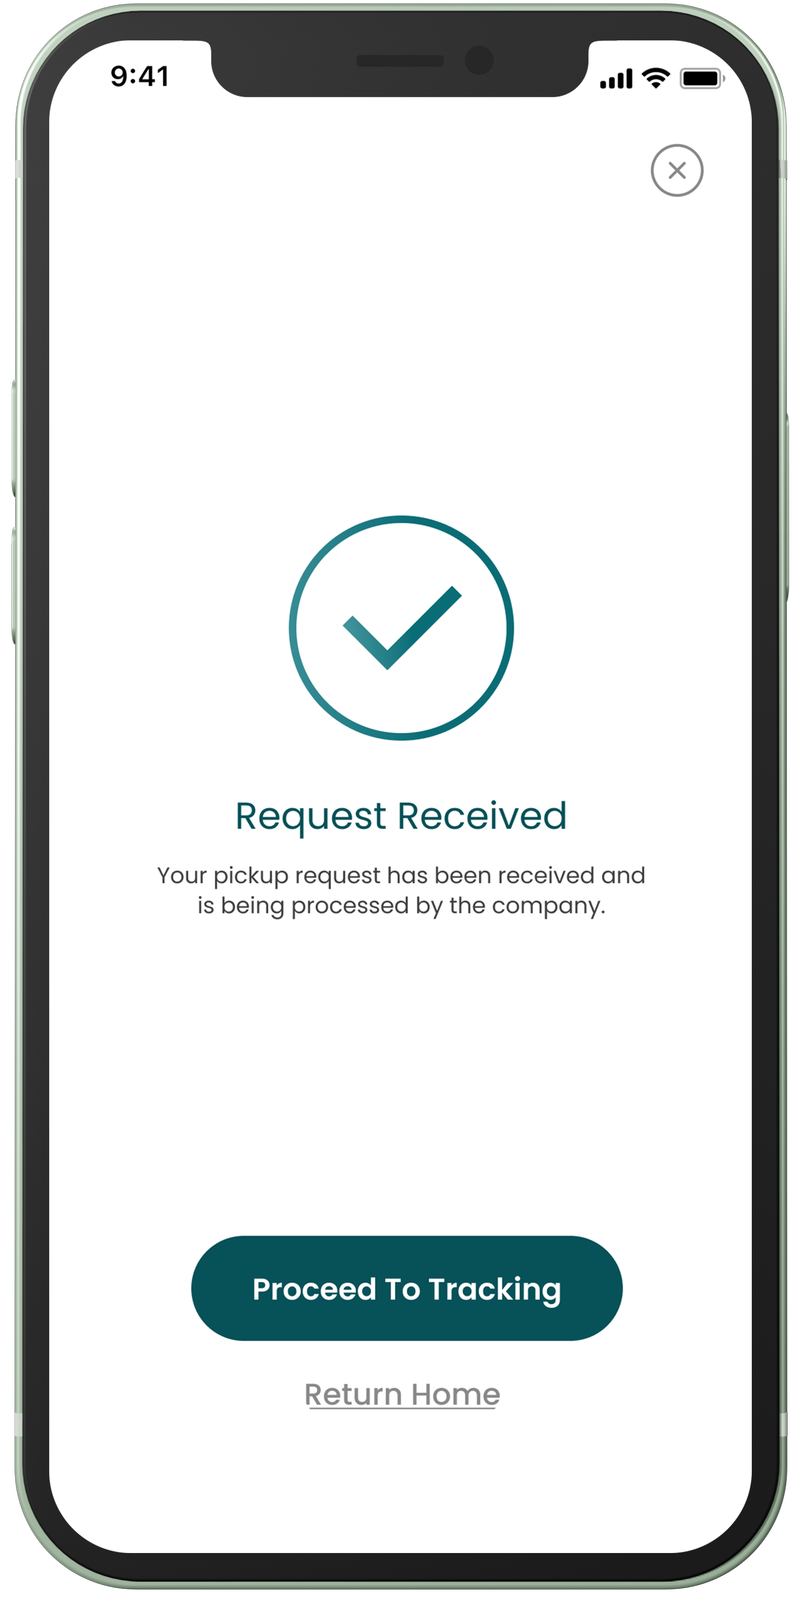 9:41
Request Received
Your pickup request has been received and
is being processed by the company.
Proceed To Tracking
Return Home